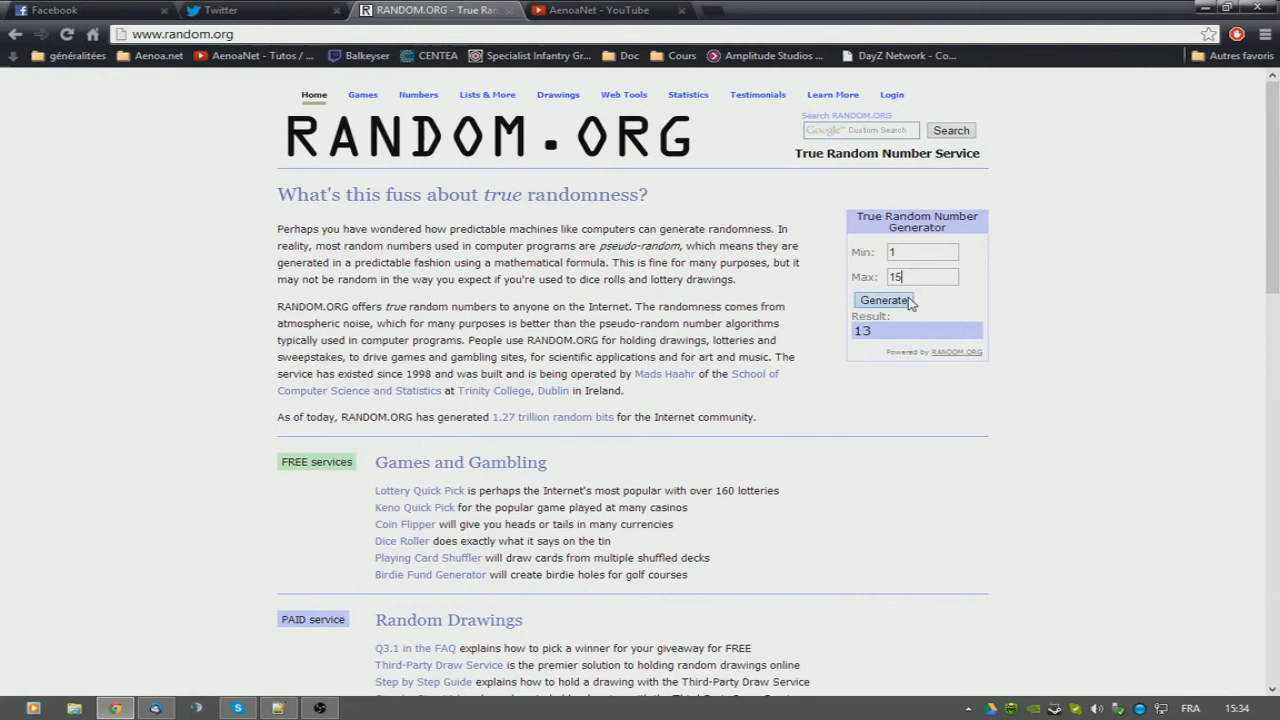 Facebook
Twitter
RANDOM.ORG - True Ran
AenoaNet - YouTube
www.random.org
généralitées
Aenoa.net
AenoaNet - Tutos / ...
Balkeyser
CENTEA
Specialist Infantry Gr...
Doc
Cours
Amplitude Studios ...
DayZ Network - Co...
Autres favoris
Home Games Numbers Lists & More Drawings Web Tools Statistics Testimonials Learn More Login
Search RANDOM.ORG
RANDOM.ORG
Google™ Custom Search
Search
True Random Number Service
What's this fuss about true randomness?
Perhaps you have wondered how predictable machines like computers can generate randomness. In
reality, most random numbers used in computer programs are pseudo-random, which means they are
generated in a predictable fashion using a mathematical formula. This is fine for many purposes, but it
may not be random in the way you expect if you're used to dice rolls and lottery drawings.
RANDOM.ORG offers true random numbers to anyone on the Internet. The randomness comes from
atmospheric noise, which for many purposes is better than the pseudo-random number algorithms
typically used in computer programs. People use RANDOM.ORG for holding drawings, lotteries and
sweepstakes, to drive games and gambling sites, for scientific applications and for art and music. The
service has existed since 1998 and was built and is being operated by Mads Haahr of the School of
Computer Science and Statistics at Trinity College, Dublin in Ireland.
As of today, RANDOM.ORG has generated 1.27 trillion random bits for the Internet community.
True Random Number
Generator
Min: 1
Max: 15
Generate
Result:
13
Powered by RANDOM.ORG
FREE services
Games and Gambling
Lottery Quick Pick is perhaps the Internet's most popular with over 160 lotteries
Keno Quick Pick for the popular game played at many casinos
Coin Flipper will give you heads or tails in many currencies
Dice Roller does exactly what it says on the tin
Playing Card Shuffler will draw cards from multiple shuffled decks
Birdie Fund Generator will create birdie holes for golf courses
PAID service
Random Drawings
Q3.1 in the FAQ explains how to pick a winner for your giveaway for FREE
Third-Party Draw Service is the premier solution to holding random drawings online
Step by Step Guide explains how to hold a drawing with the Third-Party Draw Service
FRA
15:34